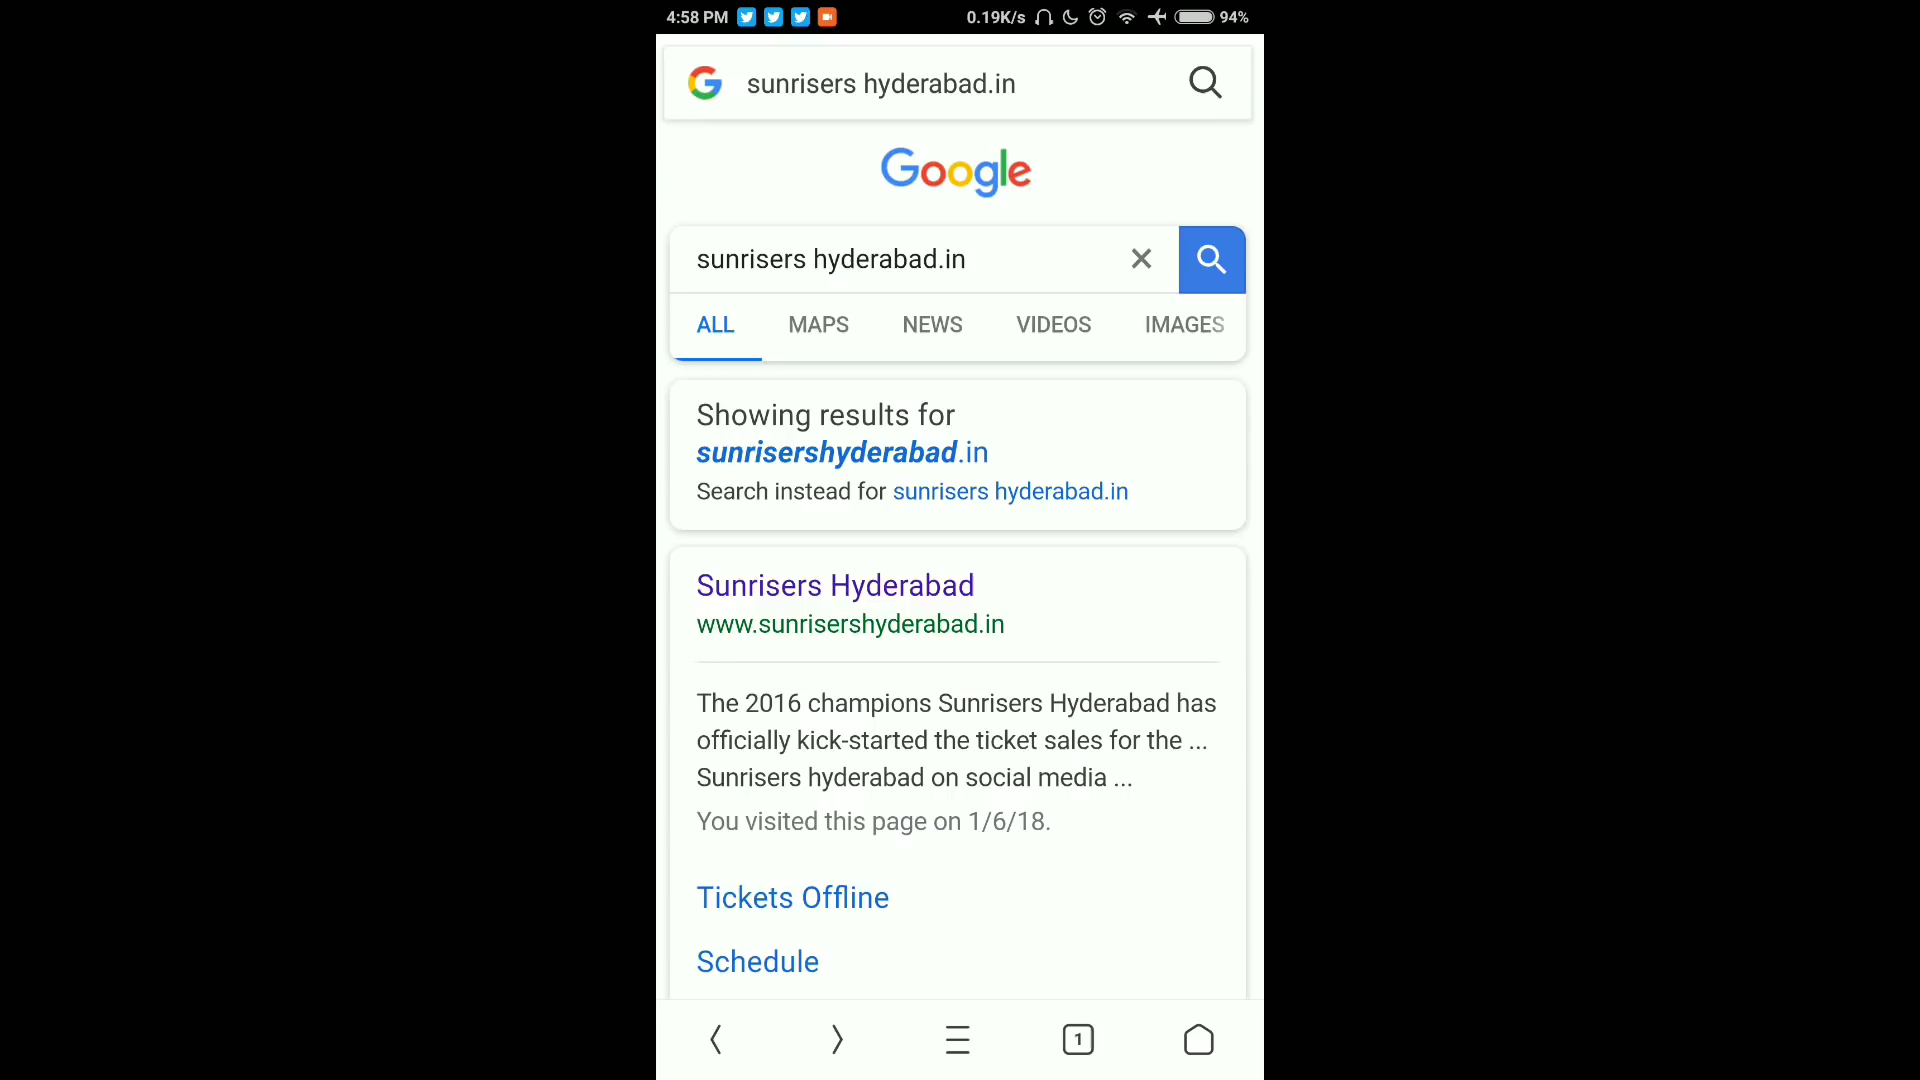 4:58 PM 0.19K/s 94%
sunrisers hyderabad.in
Google
sunrisers hyderabad.in
ALL MAPS NEWS VIDEOS IMAGES
Showing results for
sunrisershyderabad.in
Search instead for sunrisers hyderabad.in
Sunrisers Hyderabad
www.sunrisershyderabad.in
The 2016 champions Sunrisers Hyderabad has
officially kick-started the ticket sales for the ...
Sunrisers hyderabad on social media ...
You visited this page on 1/6/18.
Tickets Offline
Schedule
1